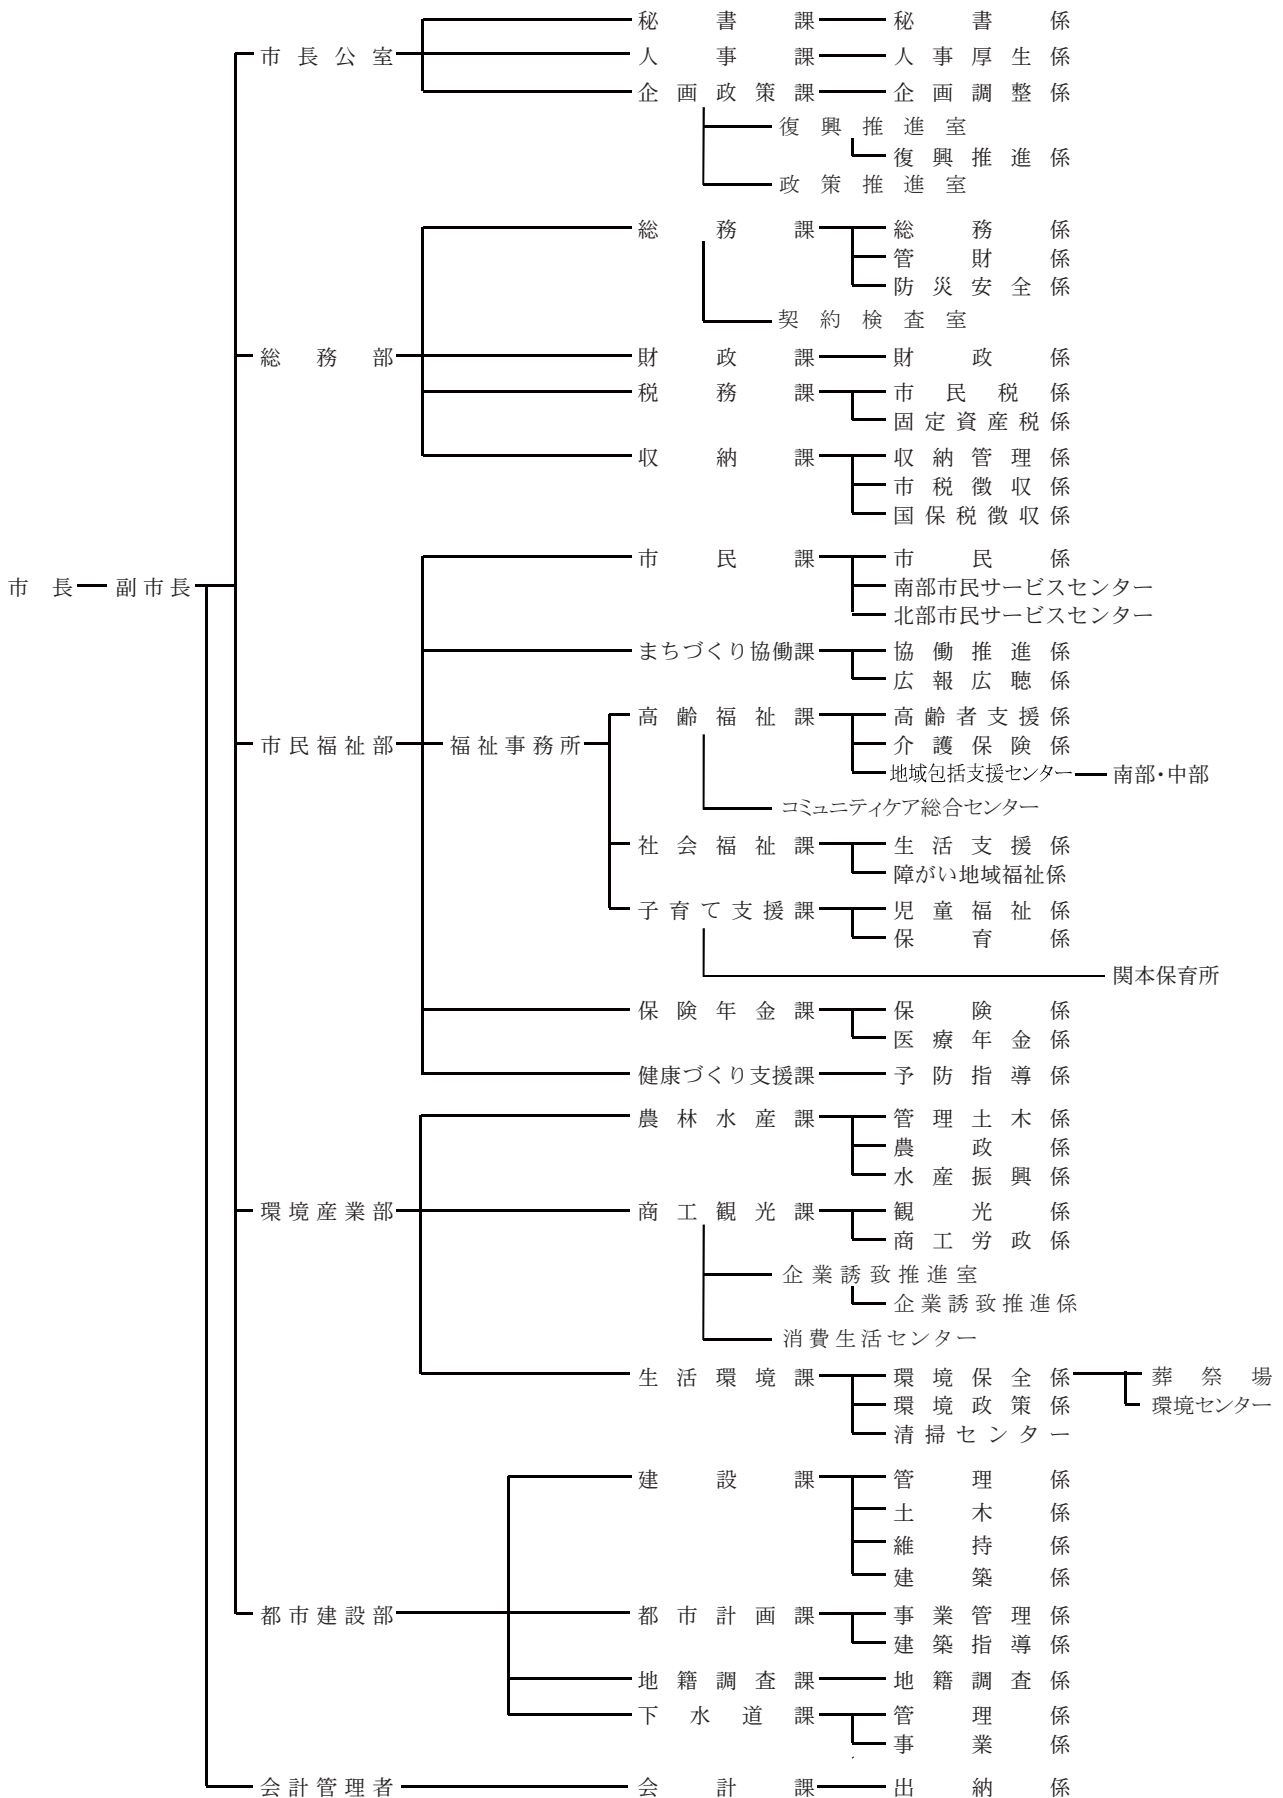 秘書課 秘書係
市長公室 人事課 人事厚生係
企画政策課 企画調整係
復興推進室
復興推進係
政策推進室
総務課 総務係
管財係
防災安全係
契約検査室
総務部 財政課 財政係
税務課 市民税係
固定資産税係
収納課 収納管理係
市税徴収係
国保税徴収係
市民課 市民係
市長 副市長 南部市民サービスセンター
北部市民サービスセンター
まちづくり協働課 協働推進係
広報広聴係
高齢福祉課 高齢者支援係
市民福祉部 福祉事務所 介護保険係
地域包括支援センター 南部・中部
コミュニティケア総合センター
社会福祉課 生活支援係
障がい地域福祉係
子育て支援課 児童福祉係
保育係
関本保育所
保険年金課 保険係
医療年金係
健康づくり支援課 予防指導係
農林水産課 管理土木係
農政係
水産振興係
環境産業部 商工観光課 観光係
商工労政係
企業誘致推進室
企業誘致推進係
消費生活センター
生活環境課 環境保全係 葬祭場
環境政策係 環境センター
清掃センター
建設課 管理係
土木係
維持係
建築係
都市建設部 都市計画課 事業管理係
建築指導係
地籍調査課 地籍調査係
下水道課 管理係
事業係
会計管理者 会計課 出納係